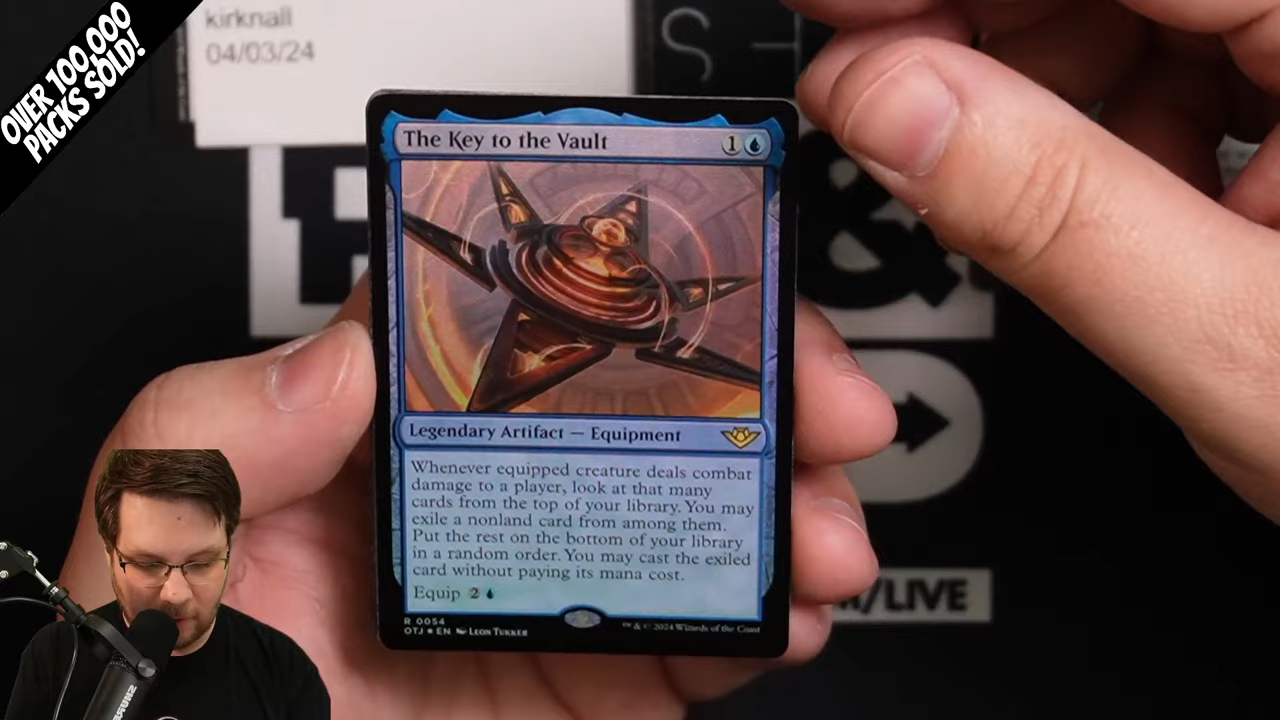 OVER 100,000
PACKS SOLD!
kirknall
04/03/24
The Key to the Vault 1
Legendary Artifact — Equipment
Whenever equipped creature deals combat
damage to a player, look at that many
cards from the top of your library. You may
exile a nonland card from among them.
Put the rest on the bottom of your library
in a random order. You may cast the exiled
card without paying its mana cost.
Equip 2
R 0054
OTJ ★ EN Leon Tukker
™ & © 2024 Wizards of the Coast
/LIVE